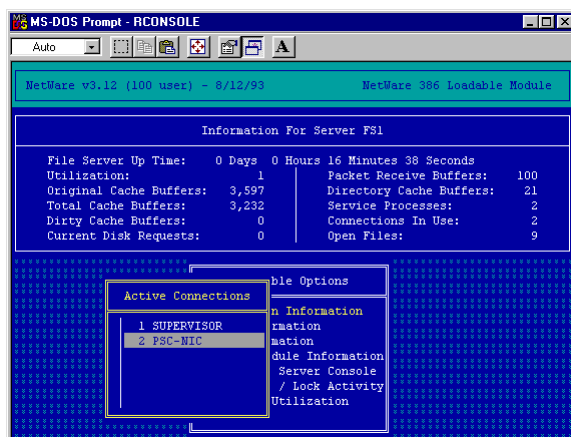 MS-DOS Prompt - RCONSOLE
Auto
A
NetWare v3.12 (100 user) - 8/12/93 NetWare 386 Loadable Module
Information For Server FS1
File Server Up Time: 0 Days 0 Hours 16 Minutes 38 Seconds
Utilization: 1 Packet Receive Buffers: 100
Original Cache Buffers: 3,597 Directory Cache Buffers: 21
Total Cache Buffers: 3,232 Service Processes: 2
Dirty Cache Buffers: 0 Connections In Use: 2
Current Disk Requests: 0 Open Files: 9
ble Options
Active Connections
n Information
1 SUPERVISOR rmation
2 PSC-NIC mation
dule Information
Server Console
/ Lock Activity
Utilization